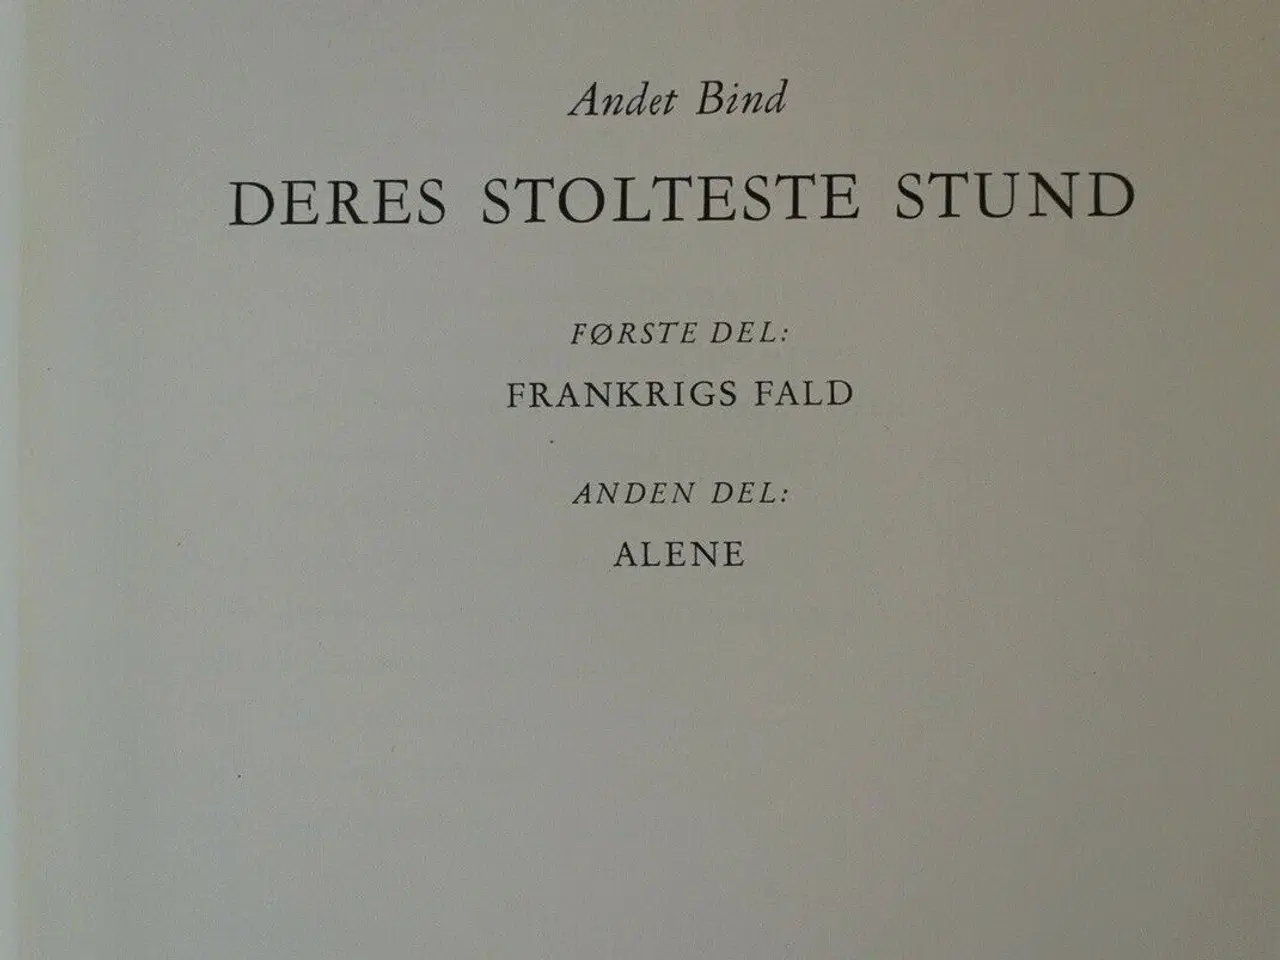 Andet Bind
DERES STOLTESTE STUND
FØRSTE DEL:
FRANKRIGS FALD
ANDEN DEL:
ALENE